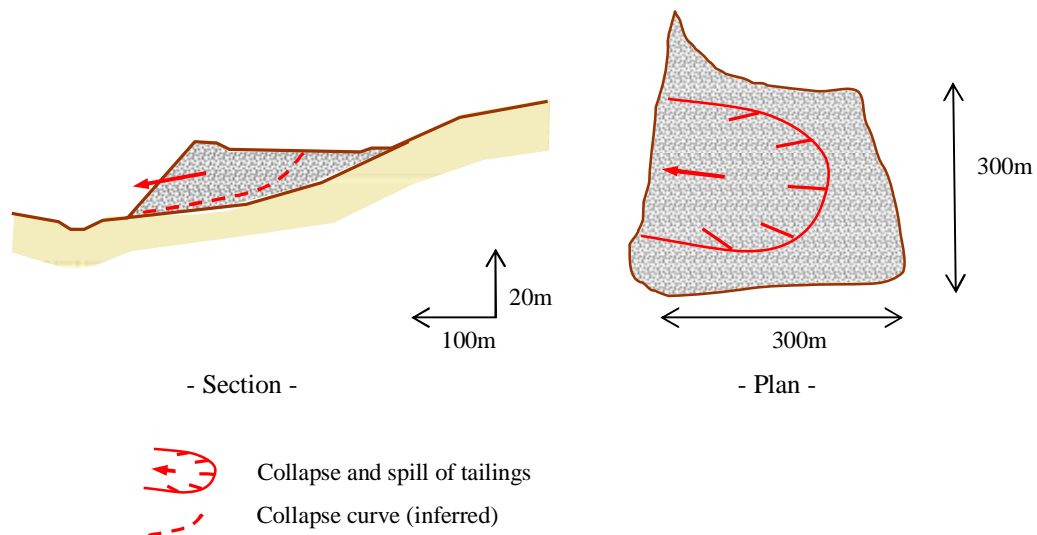 300m
20m
100m
300m
- Section -
- Plan -
Collapse and spill of tailings
Collapse curve (inferred)